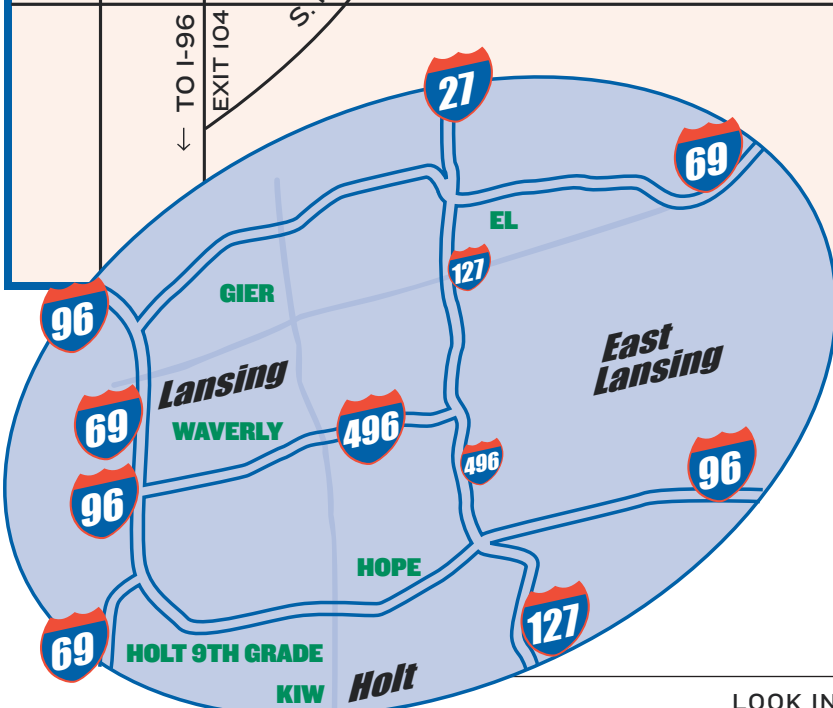 ← TO I-96
EXIT 104
S.
27
69
EL
127
GIER
96
East
Lansing
Lansing
69
WAVERLY
496
496
96
96
HOPE
127
69
HOLT 9TH GRADE
Holt
KIW
LOOK IN